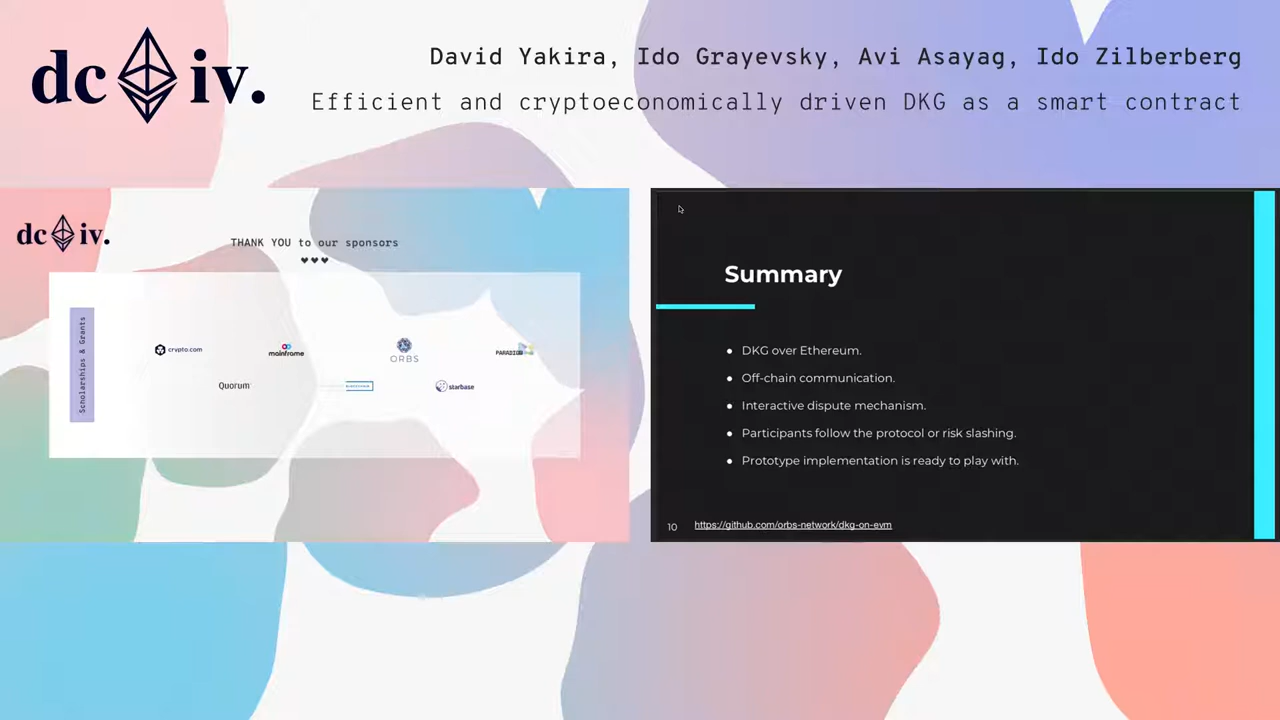 dc iv.
David Yakira, Ido Grayevsky, Avi Asayag, Ido Zilberberg
Efficient and cryptoeconomically driven DKG as a smart contract
dc iv.
THANK YOU to our sponsors
Scholarships & Grants
crypto.com
mainframe
ORBS
PARADIGM
Quorum
starbase
Summary
● DKG over Ethereum.
● Off-chain communication.
● Interactive dispute mechanism.
● Participants follow the protocol or risk slashing.
● Prototype implementation is ready to play with.
10
https://github.com/orbs-network/dkg-on-evm